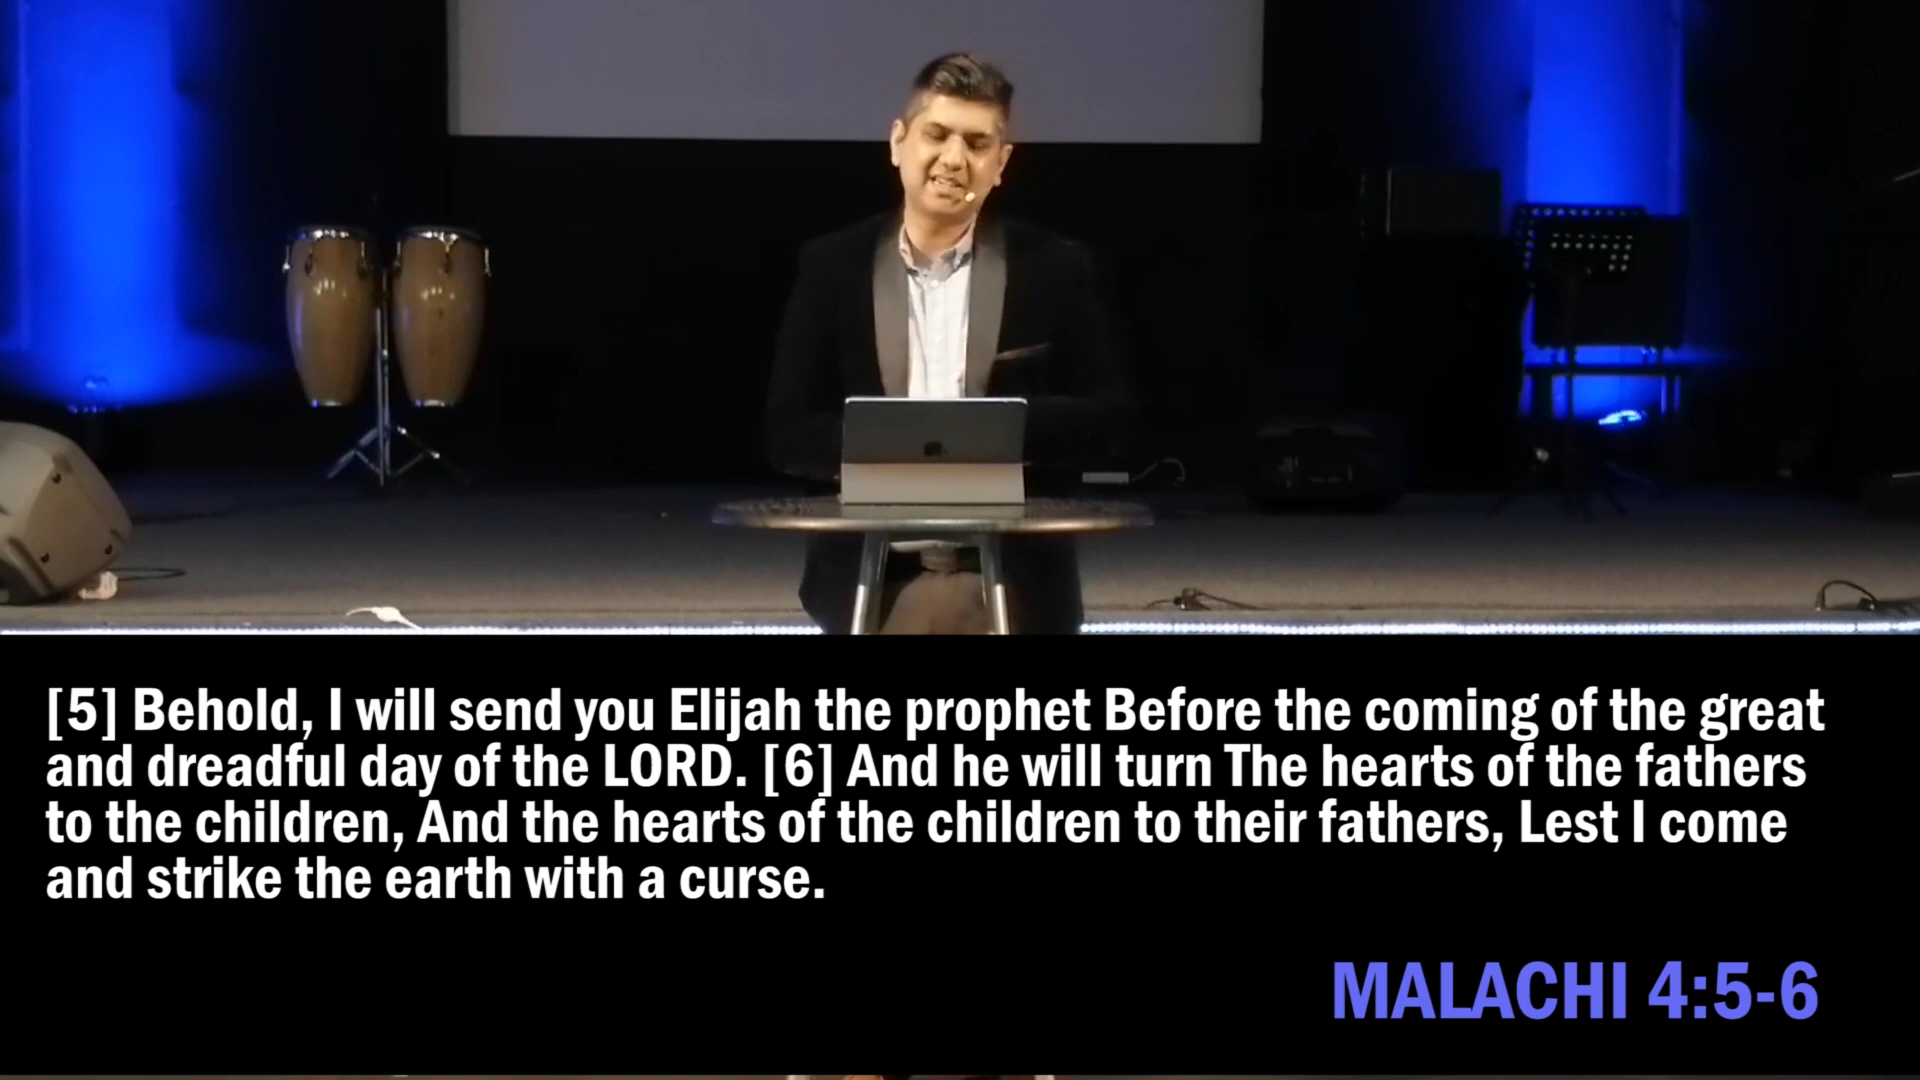 [5] Behold, I will send you Elijah the prophet Before the coming of the great
and dreadful day of the LORD. [6] And he will turn The hearts of the fathers
to the children, And the hearts of the children to their fathers, Lest I come
and strike the earth with a curse.
MALACHI 4:5-6